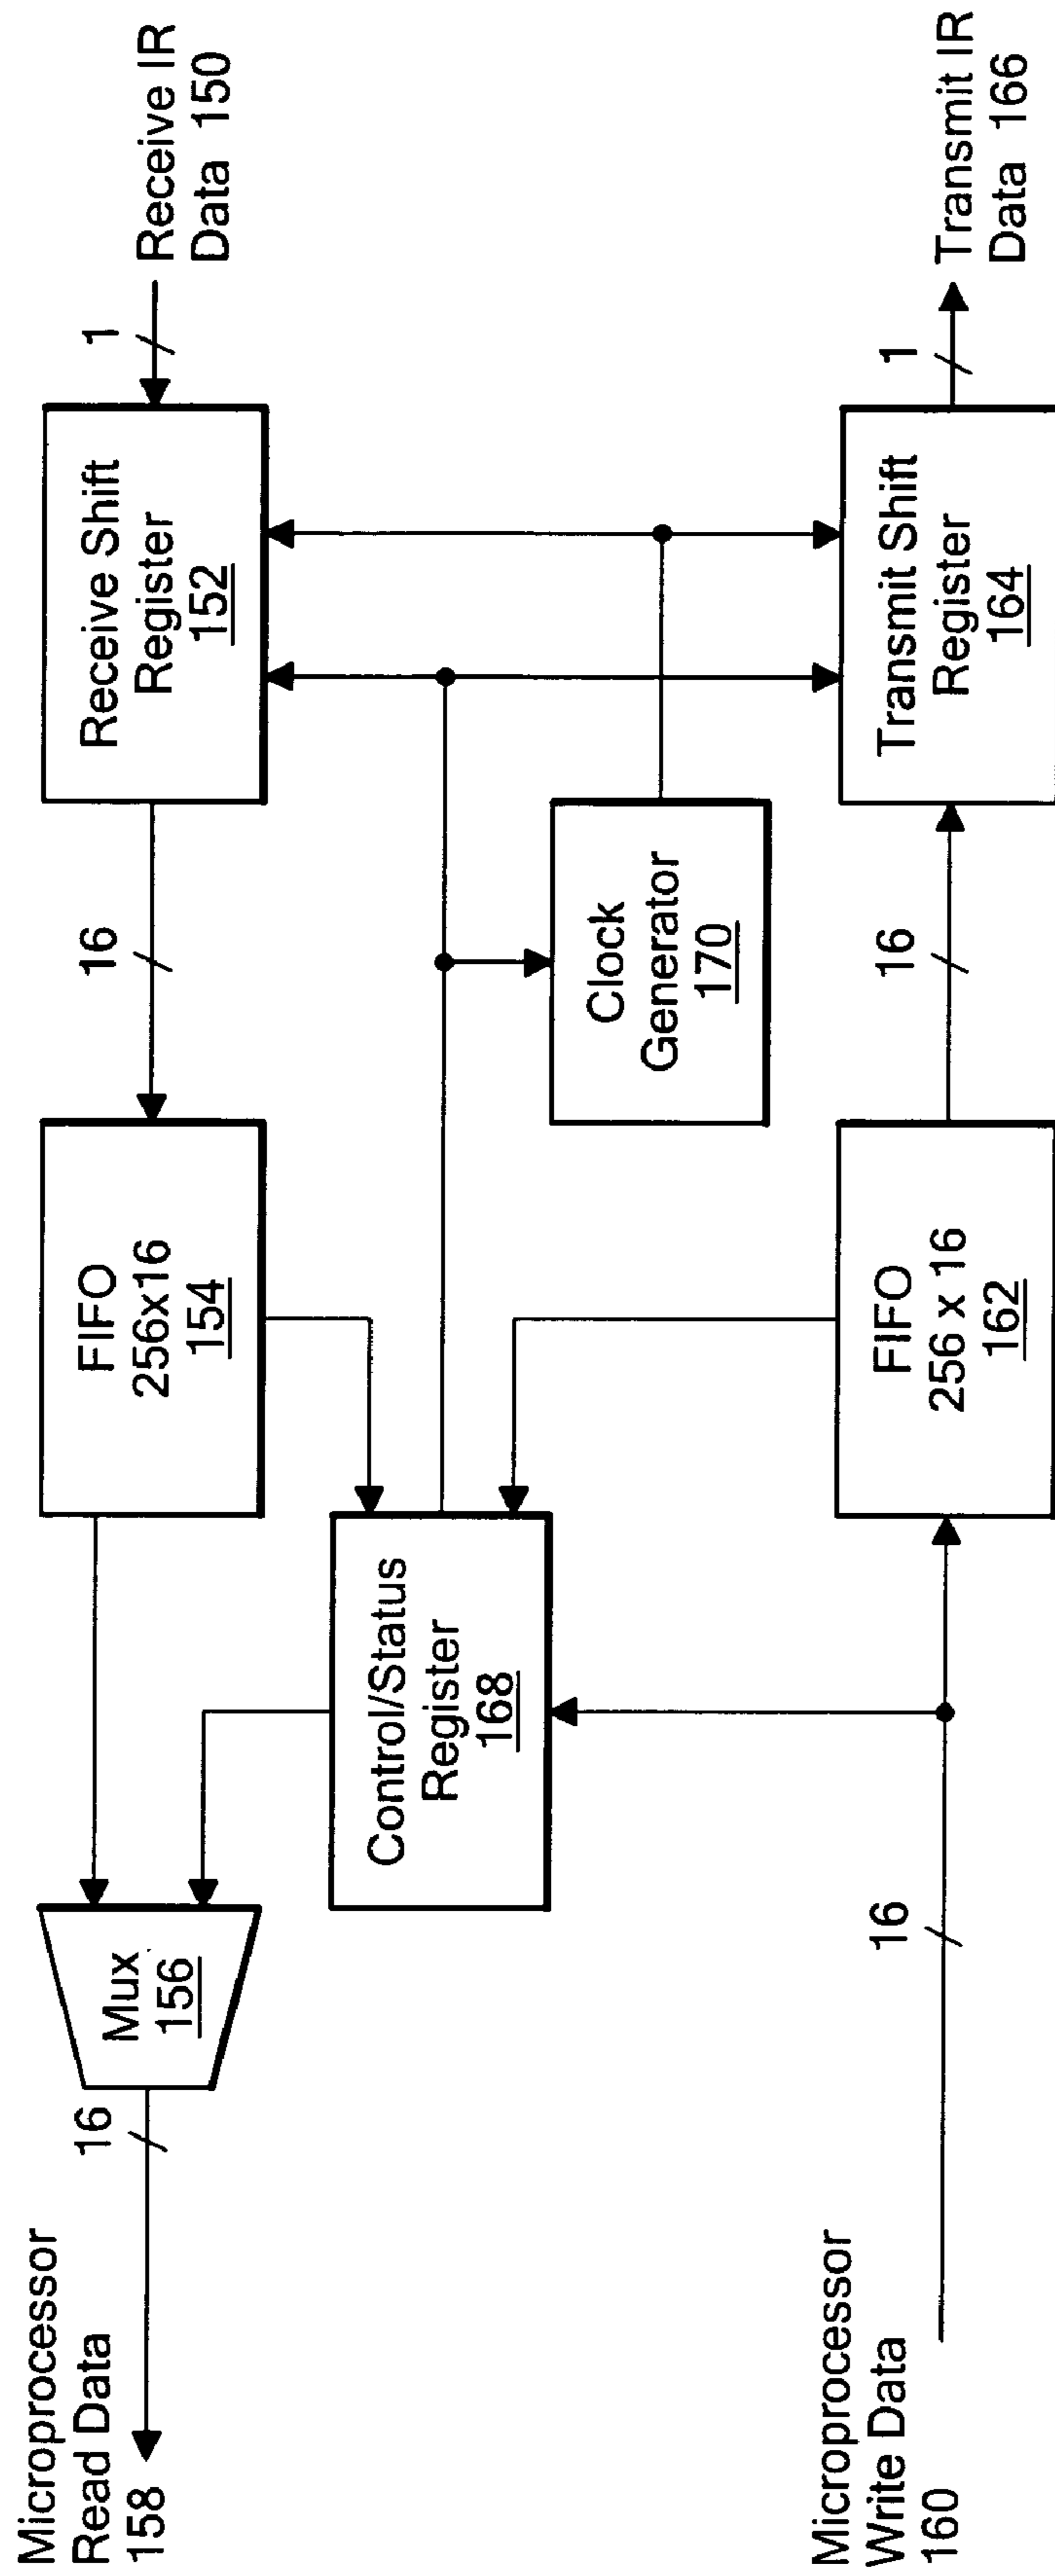 Microprocessor
Read Data
158
16
Mux
156
FIFO
256x16
154
16
Receive Shift
Register
152
1
Receive IR
Data 150
Control/Status
Register
168
Clock
Generator
170
Microprocessor
Write Data
160
16
FIFO
256 x 16
162
16
Transmit Shift
Register
164
1
Transmit IR
Data 166